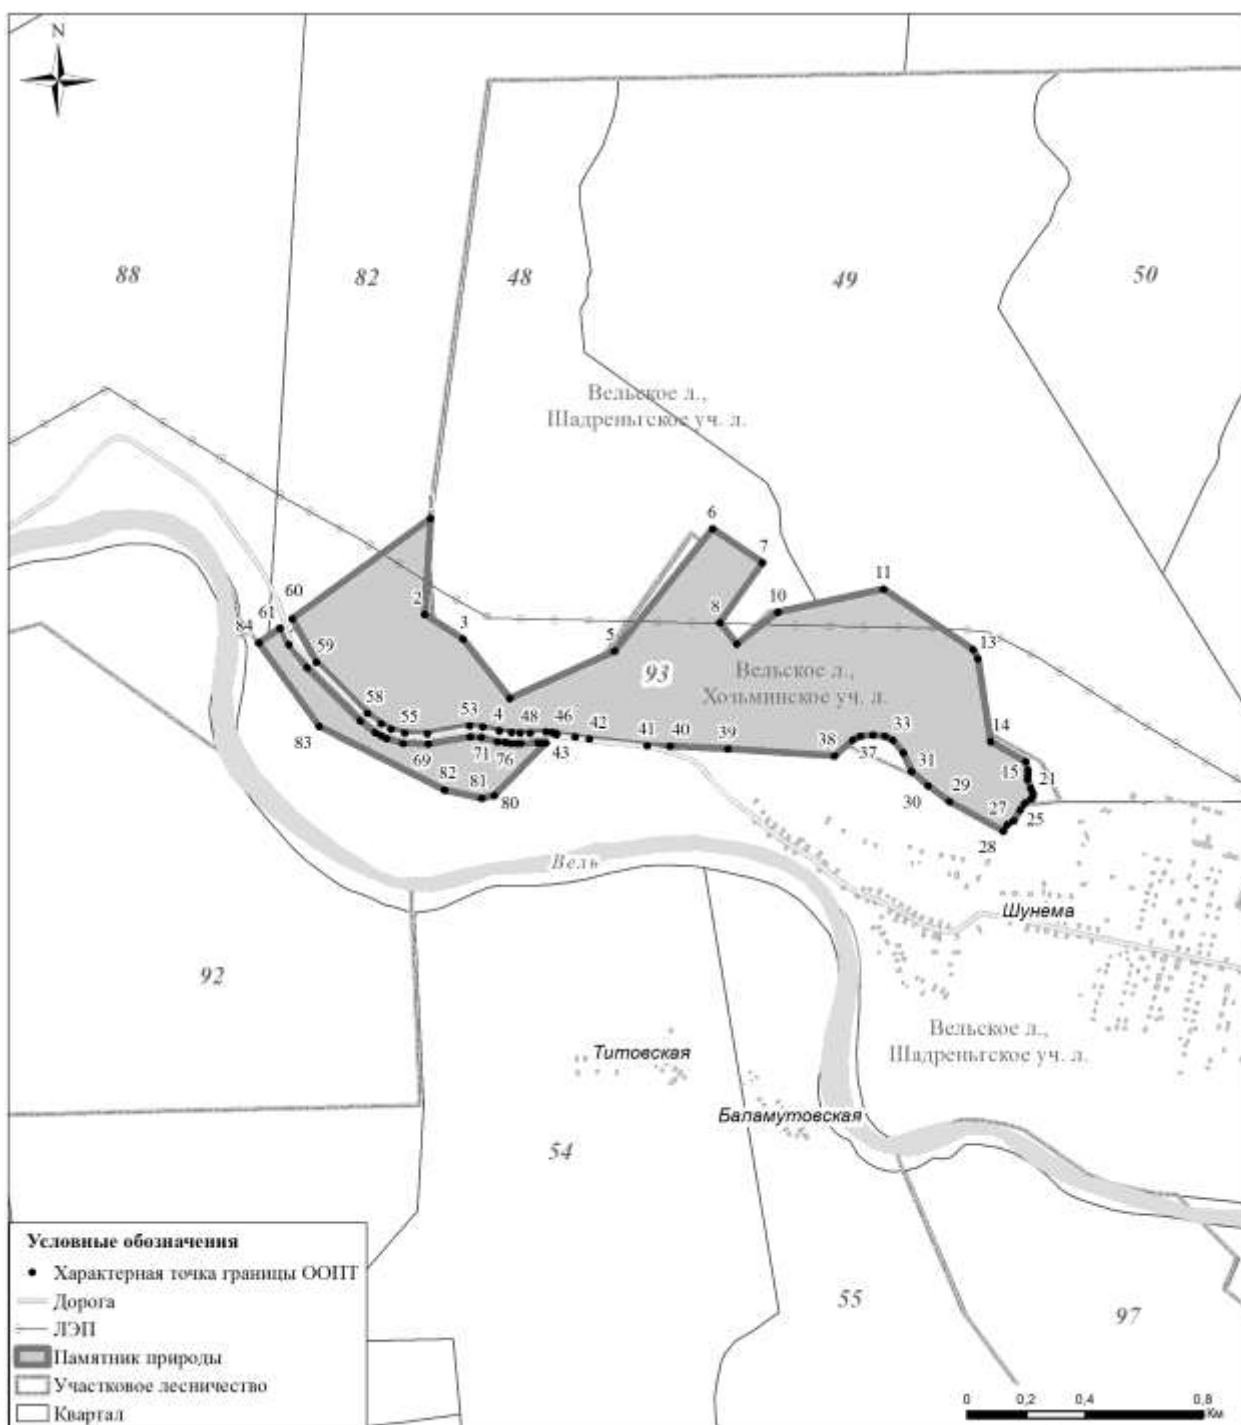 N
88
82
48
49
50
Вельское л.,
Шадреньгское уч. л.
1
6
7
11
60
2
10
61
8
84
3
5
13
59
93
Вельское л.,
Хозьминское уч. л.
58
53
4
48
46
33
14
55
42
41
40
39
38
37
83
69
71
76
43
31
15
21
82
81
80
30
29
27
25
28
Вель
Шунема
92
Вельское л.,
Шадреньгское уч. л.
Титовская
Баламутовская
54
55
97
Условные обозначения
Характерная точка границы ООПТ
Дорога
ЛЭП
Памятник природы
Участковое лесничество
Квартал
0 0,2 0,4 0,8
Км